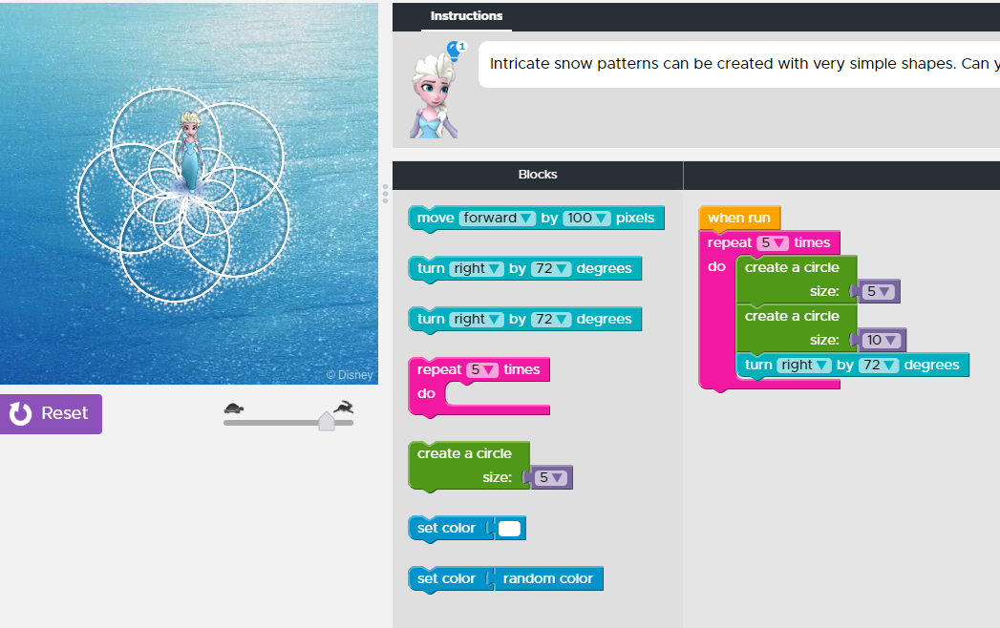 Instructions
1
Intricate snow patterns can be created with very simple shapes. Can y
© Disney
Reset
Blocks
move forward by 100 pixels
turn right by 72 degrees
turn right by 72 degrees
repeat 5 times
do
create a circle
size: 5
set color
set color random color
when run
repeat 5 times
do create a circle
size: 5
create a circle
size: 10
turn right by 72 degrees